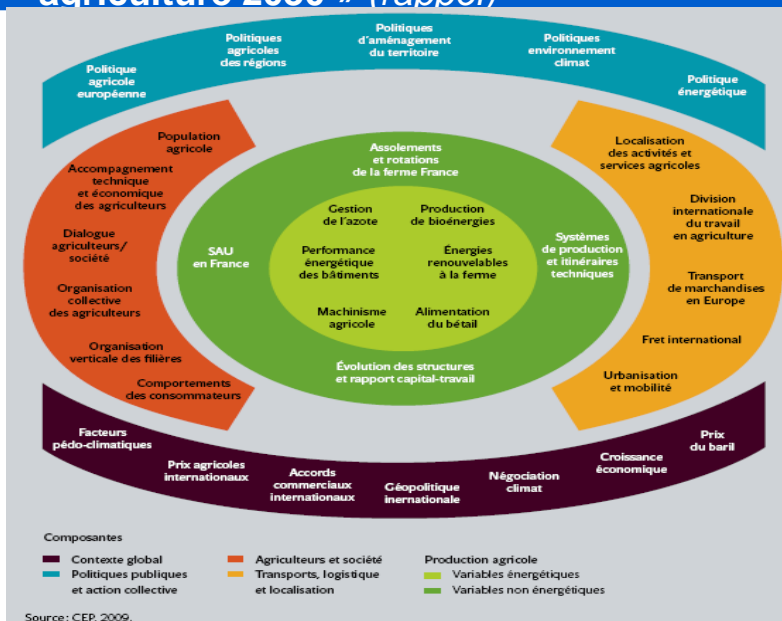 agriculture 2030 » (rappel)
Politiques
d'aménagement
du territoire
Politiques
agricoles
des régions
Politiques
environnement
climat
Politique
agricole
européenne
Politique
énergétique
Population
agricole
Accompagnement
technique
et économique
des agriculteurs
Dialogue
agriculteurs/
société
Organisation
collective
des agriculteurs
Organisation
verticale des filières
Comportements
des consommateurs
Assolements
et rotations
de la ferme France
SAU
en France
Systèmes
de production
et itinéraires
techniques
Évolution des structures
et rapport capital-travail
Gestion
de l'azote
Production
de bioénergies
Performance
énergétique
des bâtiments
Énergies
renouvelables
à la ferme
Machinisme
agricole
Alimentation
du bétail
Localisation
des activités et
services agricoles
Division
internationale
du travail
en agriculture
Transport
de marchandises
en Europe
Fret international
Urbanisation
et mobilité
Facteurs
pédo-climatiques
Prix agricoles
internationaux
Accords
commerciaux
internationaux
Géopolitique
inernationale
Négociation
climat
Croissance
économique
Prix
du baril
Composantes
Contexte global
Politiques publiques
et action collective
Agriculteurs et société
Transports, logistique
et localisation
Production agricole
Variables énergétiques
Variables non énergétiques
Source: CEP, 2009.